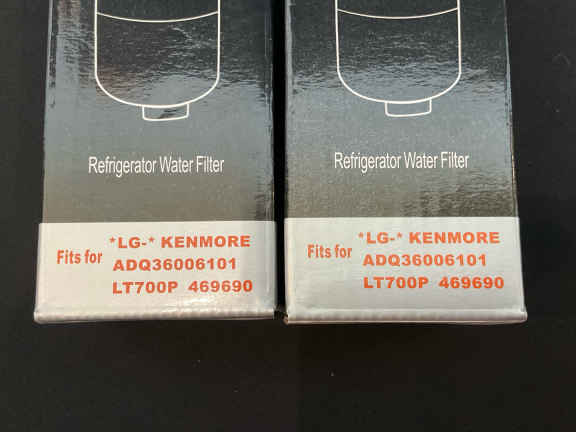 Refrigerator Water Filter
Fits for
*LG-* KENMORE
ADQ36006101
LT700P 469690
Refrigerator Water Filter
Fits for
*LG-* KENMORE
ADQ36006101
LT700P 469690